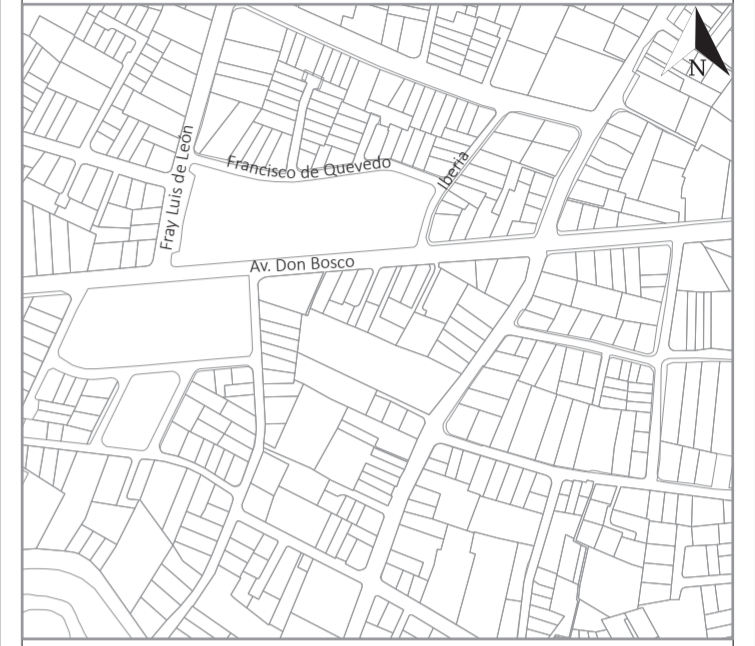 N
Fray Luis de León
Francisco de Quevedo
Iberia
Av. Don Bosco